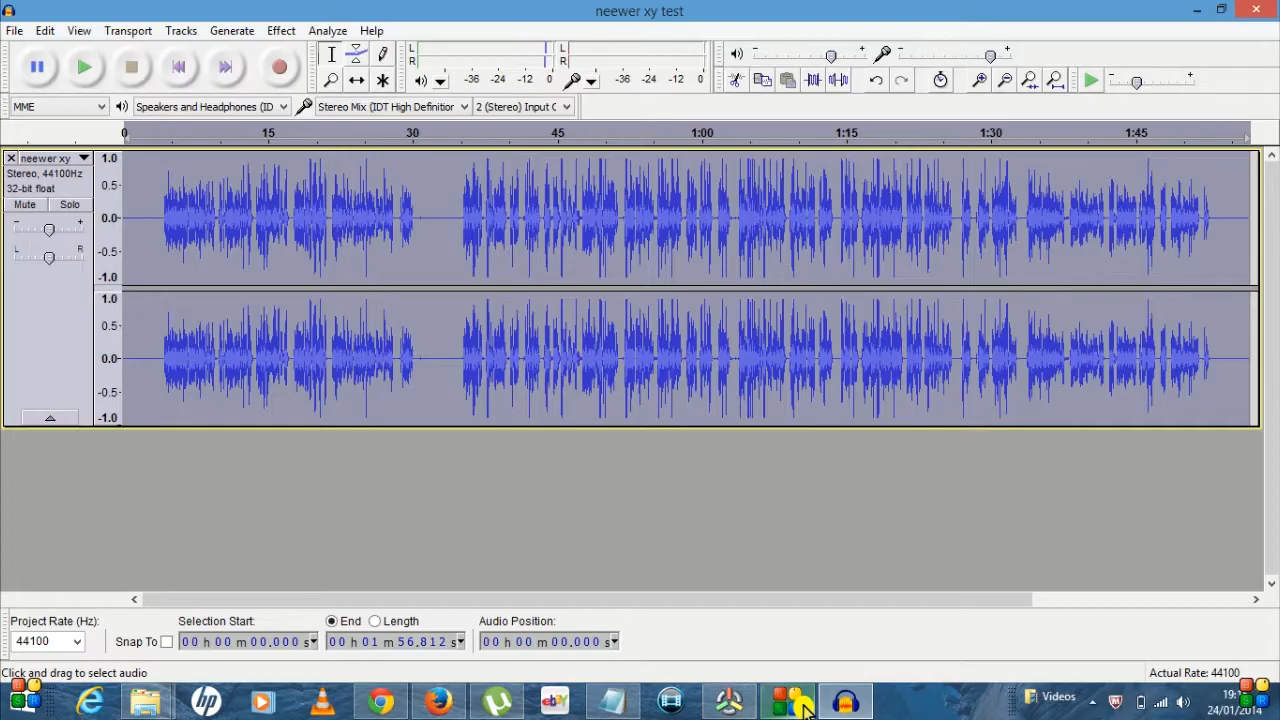 neewer xy test
File Edit View Transport Tracks Generate Effect Analyze Help
L
R
-36 -24 -12 0
L
R
-36 -24 -12 0
MME
Speakers and Headphones (ID
Stereo Mix (IDT High Definition
2 (Stereo) Input C
0 15 30 45 1:00 1:15 1:30 1:45
neewer xy
Stereo, 44100Hz
32-bit float
Mute Solo
- +
L R
1.0
0.5
0.0
-0.5
-1.0
1.0
0.5
0.0
-0.5
-1.0
Project Rate (Hz):
44100
Snap To
Selection Start:
00 h 00 m 00.000 s
End Length
00 h 01 m 56.812 s
Audio Position:
00 h 00 m 00.000 s
Click and drag to select audio
Actual Rate: 44100
hp
ebay
Videos
24/01/2014